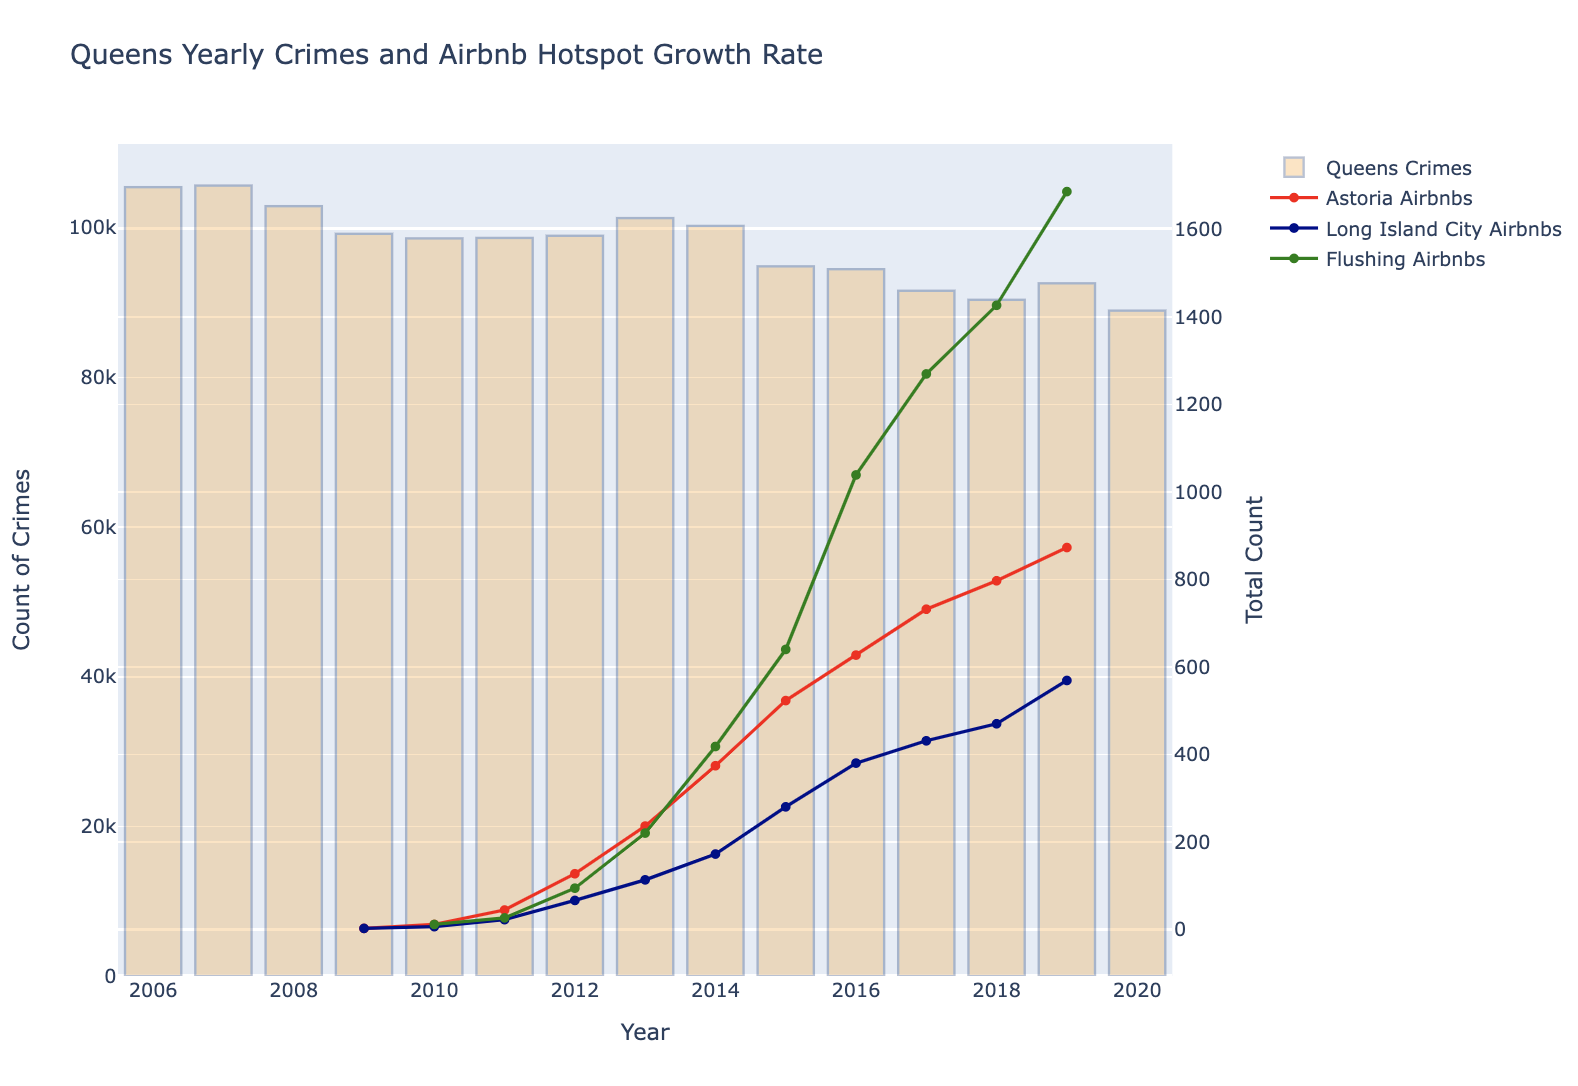 Queens Yearly Crimes and Airbnb Hotspot Growth Rate
Queens Crimes
Astoria Airbnbs
Long Island City Airbnbs
Flushing Airbnbs
100k
80k
60k
40k
20k
0
Count of Crimes
1600
1400
1200
1000
800
600
400
200
0
Total Count
2006 2008 2010 2012 2014 2016 2018 2020
Year